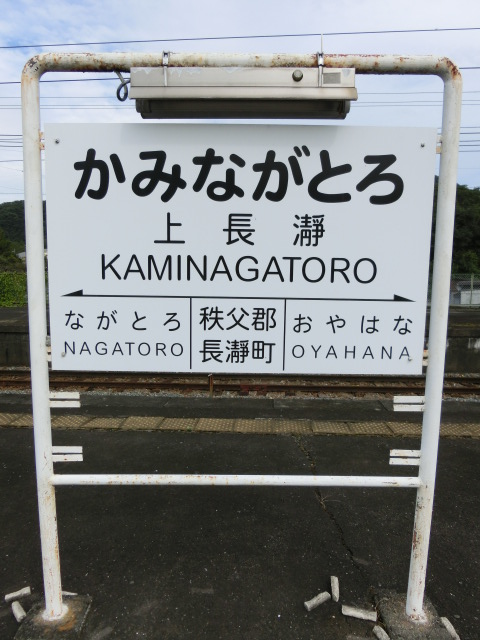 かみながとろ
上長瀞
KAMINAGATORO
ながとろ
NAGATORO
秩父郡
長瀞町
おやはな
OYAHANA